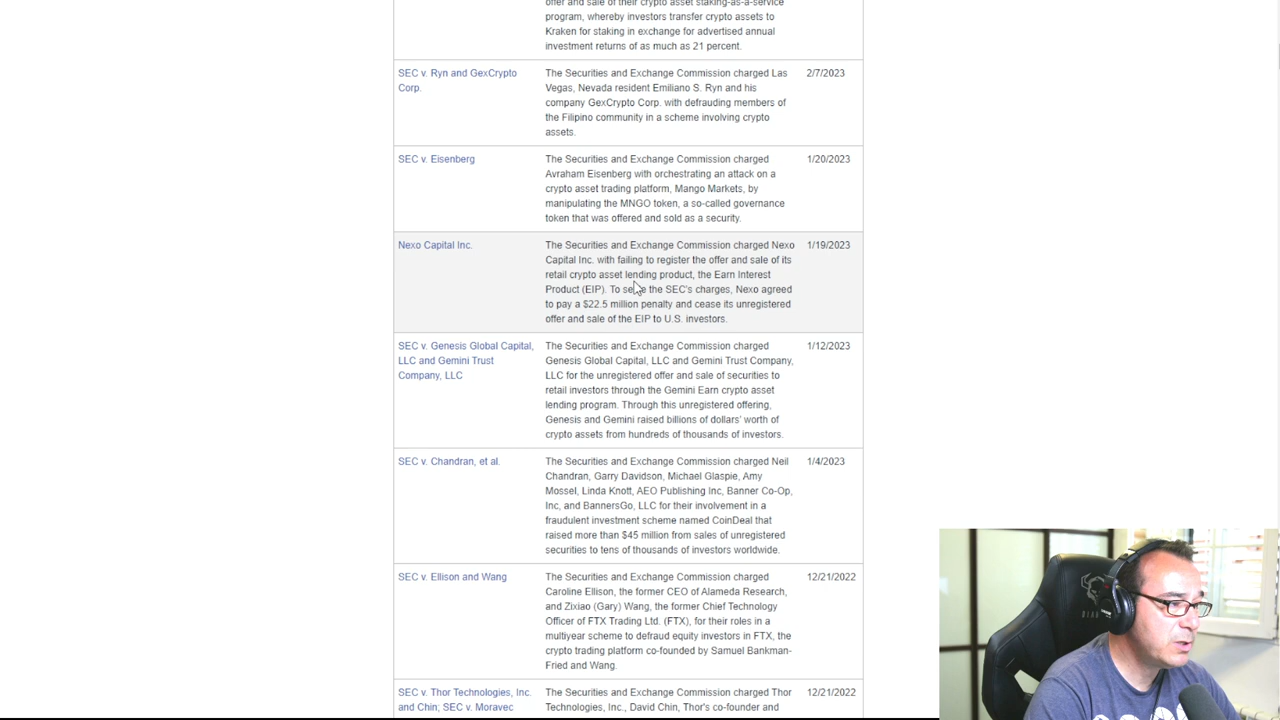 offer and sale of their crypto asset staking-as-a-service
program, whereby investors transfer crypto assets to
Kraken for staking in exchange for advertised annual
investment returns of as much as 21 percent.
SEC v. Ryn and GexCrypto
Corp.
The Securities and Exchange Commission charged Las
Vegas, Nevada resident Emiliano S. Ryn and his
company GexCrypto Corp. with defrauding members of
the Filipino community in a scheme involving crypto
assets.
2/7/2023
SEC v. Eisenberg
The Securities and Exchange Commission charged
Avraham Eisenberg with orchestrating an attack on a
crypto asset trading platform, Mango Markets, by
manipulating the MNGO token, a so-called governance
token that was offered and sold as a security.
1/20/2023
Nexo Capital Inc.
The Securities and Exchange Commission charged Nexo
Capital Inc. with failing to register the offer and sale of its
retail crypto asset lending product, the Earn Interest
Product (EIP). To settle the SEC's charges, Nexo agreed
to pay a $22.5 million penalty and cease its unregistered
offer and sale of the EIP to U.S. investors.
1/19/2023
SEC v. Genesis Global Capital,
LLC and Gemini Trust
Company, LLC
The Securities and Exchange Commission charged
Genesis Global Capital, LLC and Gemini Trust Company,
LLC for the unregistered offer and sale of securities to
retail investors through the Gemini Earn crypto asset
lending program. Through this unregistered offering,
Genesis and Gemini raised billions of dollars' worth of
crypto assets from hundreds of thousands of investors.
1/12/2023
SEC v. Chandran, et al.
The Securities and Exchange Commission charged Neil
Chandran, Garry Davidson, Michael Glaspie, Amy
Mossel, Linda Knott, AEO Publishing Inc, Banner Co-Op,
Inc, and BannersGo, LLC for their involvement in a
fraudulent investment scheme named CoinDeal that
raised more than $45 million from sales of unregistered
securities to tens of thousands of investors worldwide.
1/4/2023
SEC v. Ellison and Wang
The Securities and Exchange Commission charged
Caroline Ellison, the former CEO of Alameda Research,
and Zixiao (Gary) Wang, the former Chief Technology
Officer of FTX Trading Ltd. (FTX), for their roles in a
multiyear scheme to defraud equity investors in FTX, the
crypto trading platform co-founded by Samuel Bankman-
Fried and Wang.
12/21/2022
SEC v. Thor Technologies, Inc.
and Chin; SEC v. Moravec
The Securities and Exchange Commission charged Thor
Technologies, Inc., David Chin, Thor's co-founder and
12/21/2022